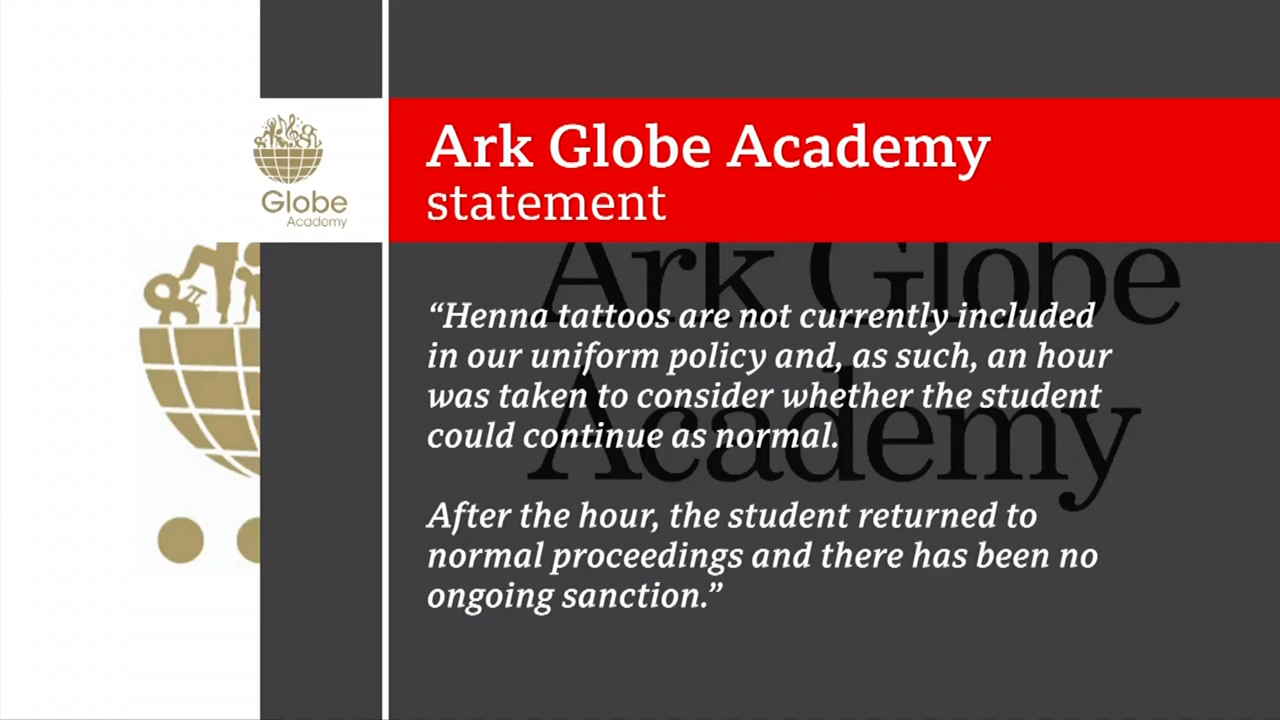 Globe
Academy
Ark Globe Academy
statement
Ark Globe
Academy
“Henna tattoos are not currently included
in our uniform policy and, as such, an hour
was taken to consider whether the student
could continue as normal.
After the hour, the student returned to
normal proceedings and there has been no
ongoing sanction.”